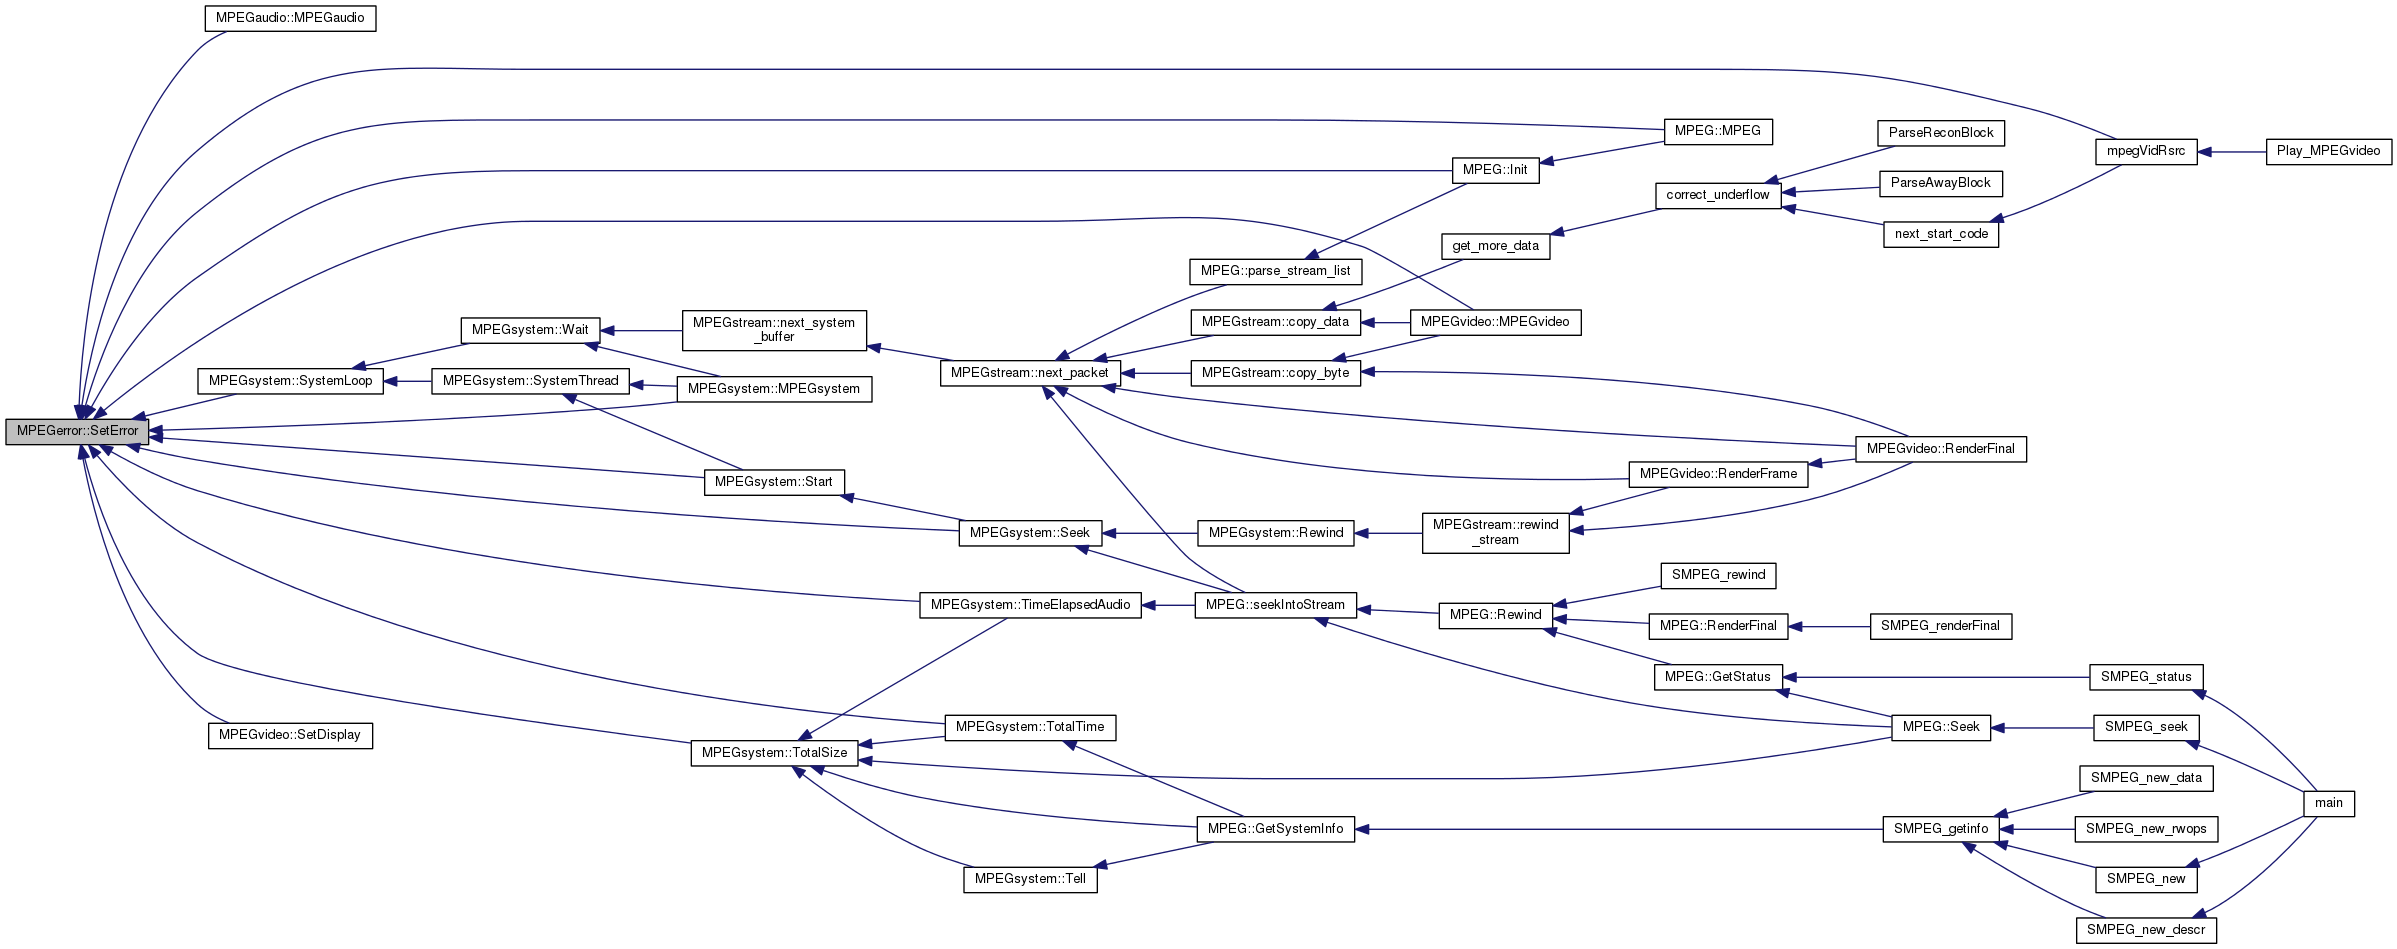 MPEGaudio::MPEGaudio
MPEG::MPEG
ParseReconBlock
mpegVidRsrc
Play_MPEGvideo
MPEG::Init
ParseAwayBlock
correct_underflow
next_start_code
get_more_data
MPEG::parse_stream_list
MPEGsystem::Wait
MPEGstream::next_system
_buffer
MPEGstream::copy_data
MPEGvideo::MPEGvideo
MPEGsystem::SystemLoop
MPEGsystem::SystemThread
MPEGsystem::MPEGsystem
MPEGstream::next_packet
MPEGstream::copy_byte
MPEGerror::SetError
MPEGvideo::RenderFinal
MPEGsystem::Start
MPEGvideo::RenderFrame
MPEGsystem::Seek
MPEGsystem::Rewind
MPEGstream::rewind
_stream
SMPEG_rewind
MPEGsystem::TimeElapsedAudio
MPEG::seekIntoStream
MPEG::Rewind
MPEG::RenderFinal
SMPEG_renderFinal
MPEG::GetStatus
SMPEG_status
MPEGvideo::SetDisplay
MPEGsystem::TotalTime
MPEG::Seek
SMPEG_seek
MPEGsystem::TotalSize
SMPEG_new_data
main
MPEG::GetSystemInfo
SMPEG_getinfo
SMPEG_new_rwops
MPEGsystem::Tell
SMPEG_new
SMPEG_new_descr